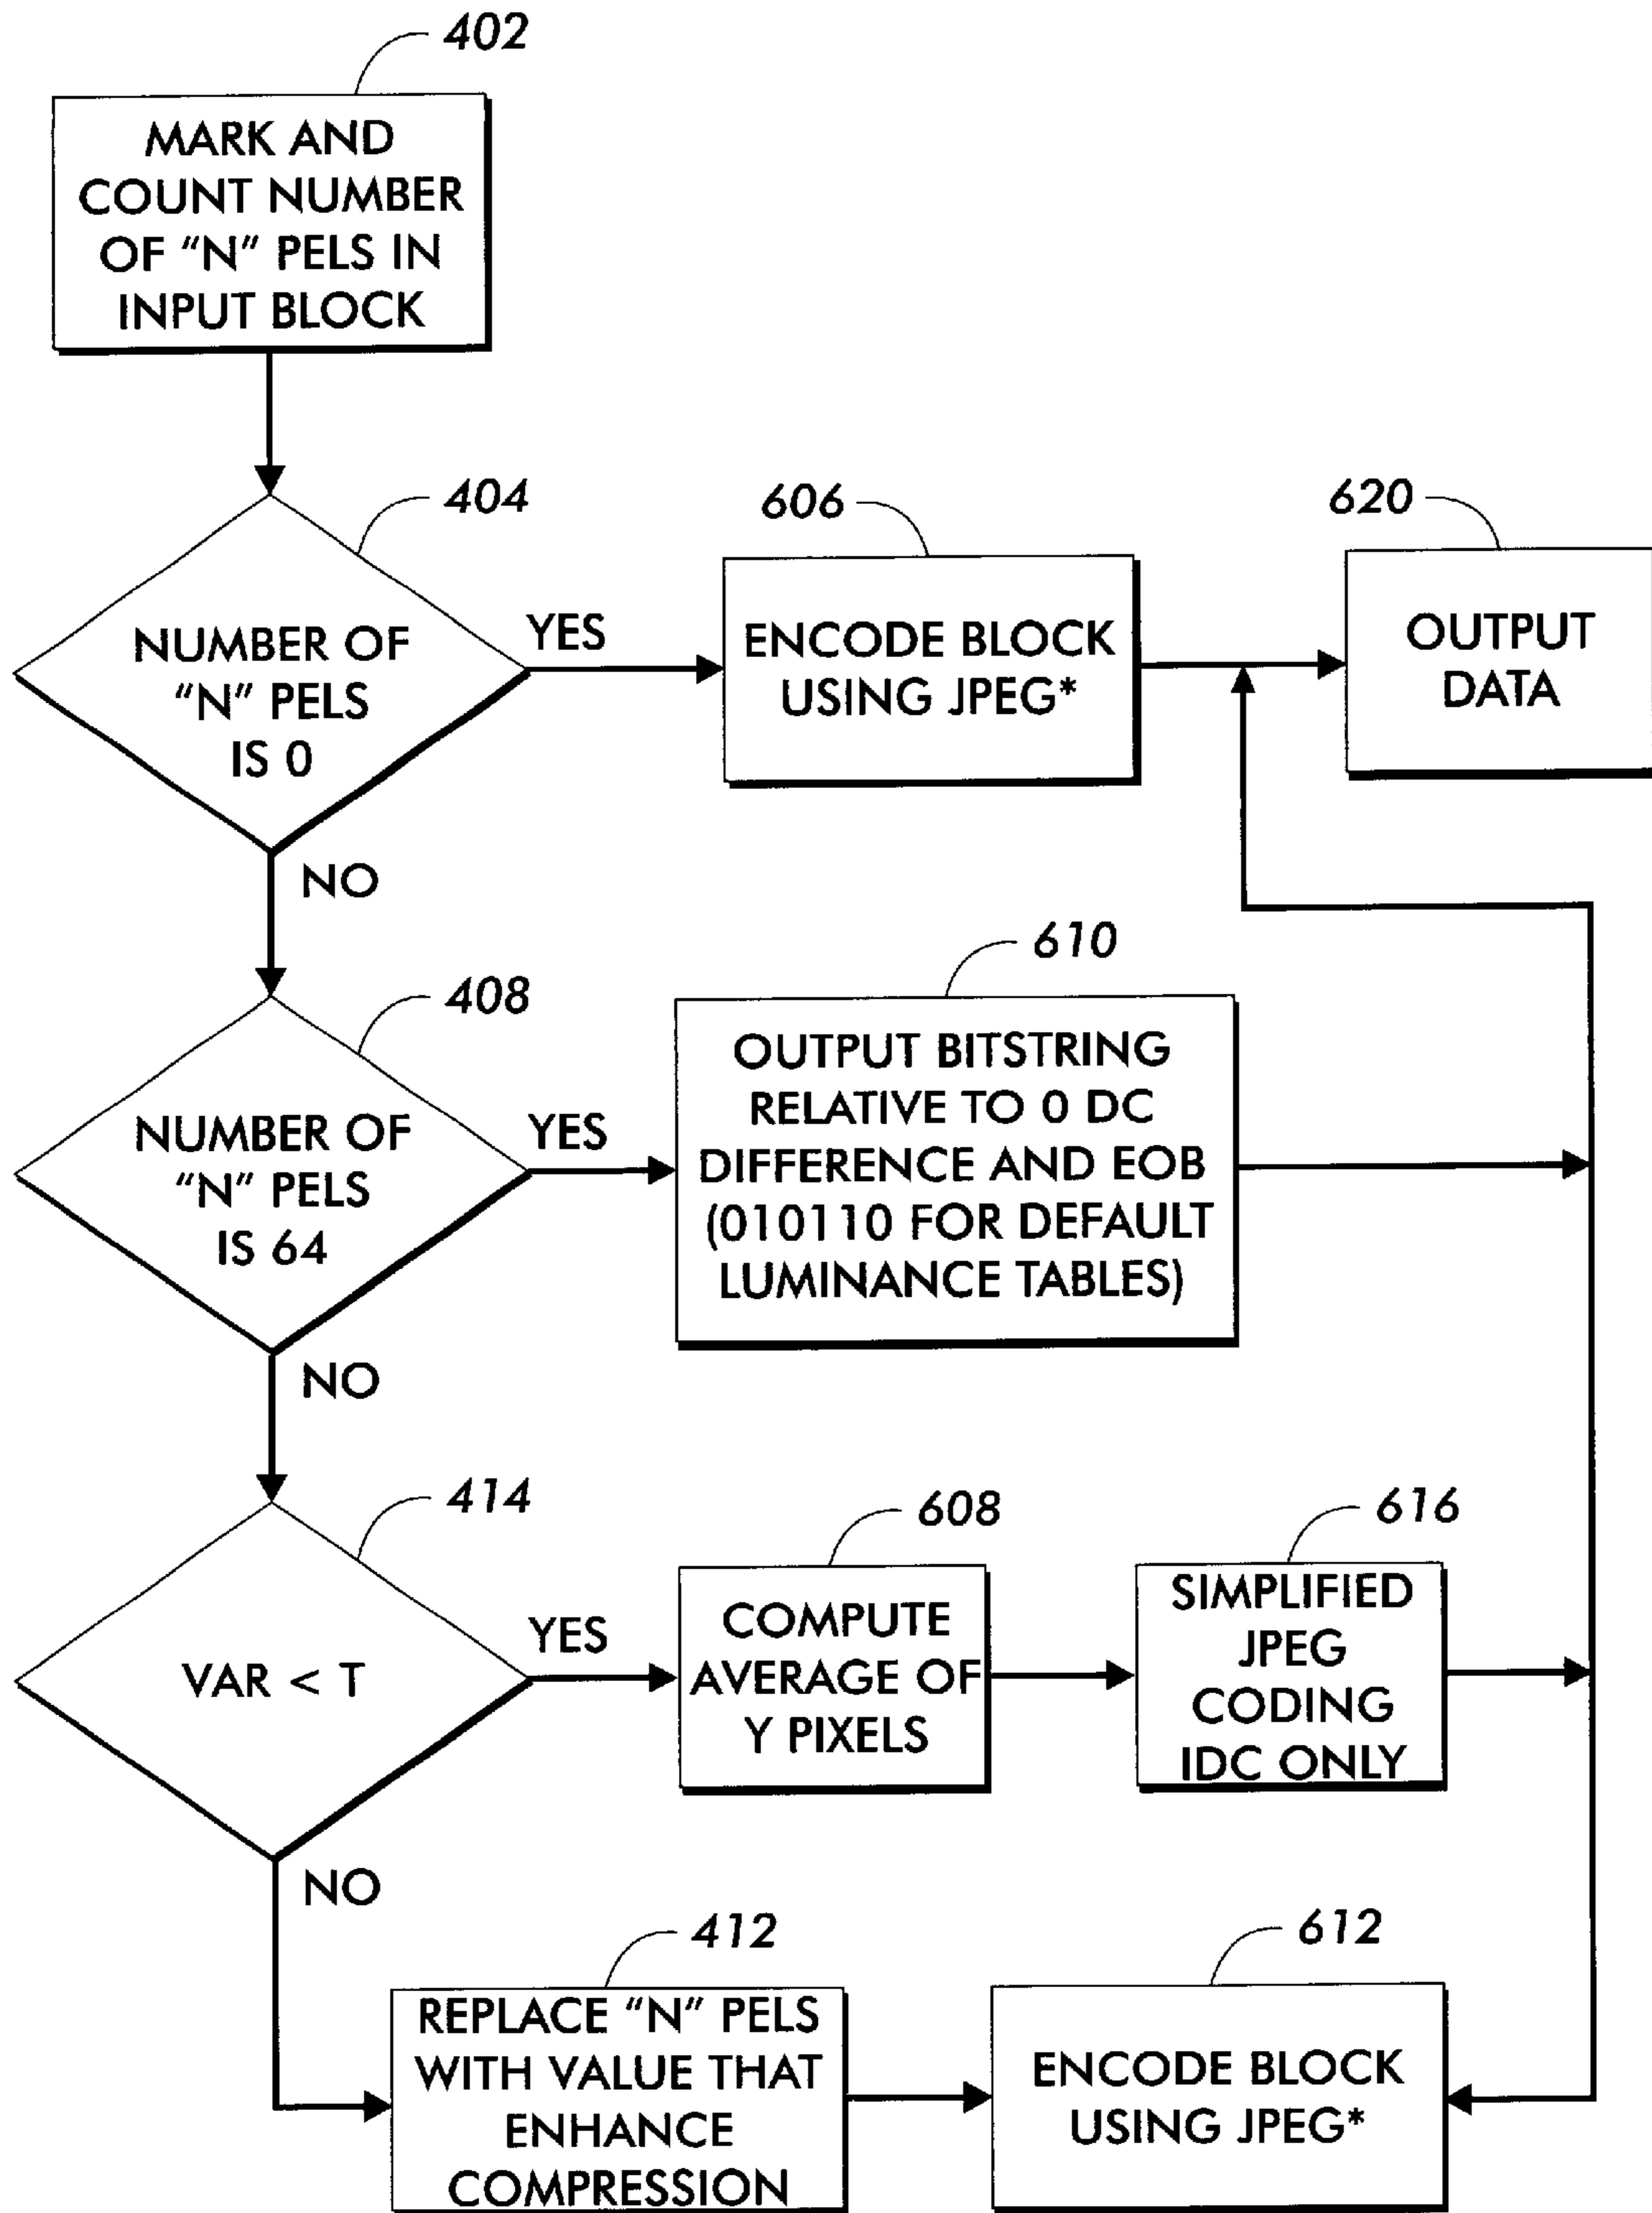 402
MARK AND
COUNT NUMBER
OF "N" PELS IN
INPUT BLOCK
404
NUMBER OF
"N" PELS
IS 0
YES
NO
606
ENCODE BLOCK
USING JPEG*
620
OUTPUT
DATA
408
NUMBER OF
"N" PELS
IS 64
YES
NO
610
OUTPUT BITSTRING
RELATIVE TO 0 DC
DIFFERENCE AND EOB
(010110 FOR DEFAULT
LUMINANCE TABLES)
414
VAR < T
YES
NO
608
COMPUTE
AVERAGE OF
Y PIXELS
616
SIMPLIFIED
JPEG
CODING
IDC ONLY
412
REPLACE "N" PELS
WITH VALUE THAT
ENHANCE
COMPRESSION
612
ENCODE BLOCK
USING JPEG*